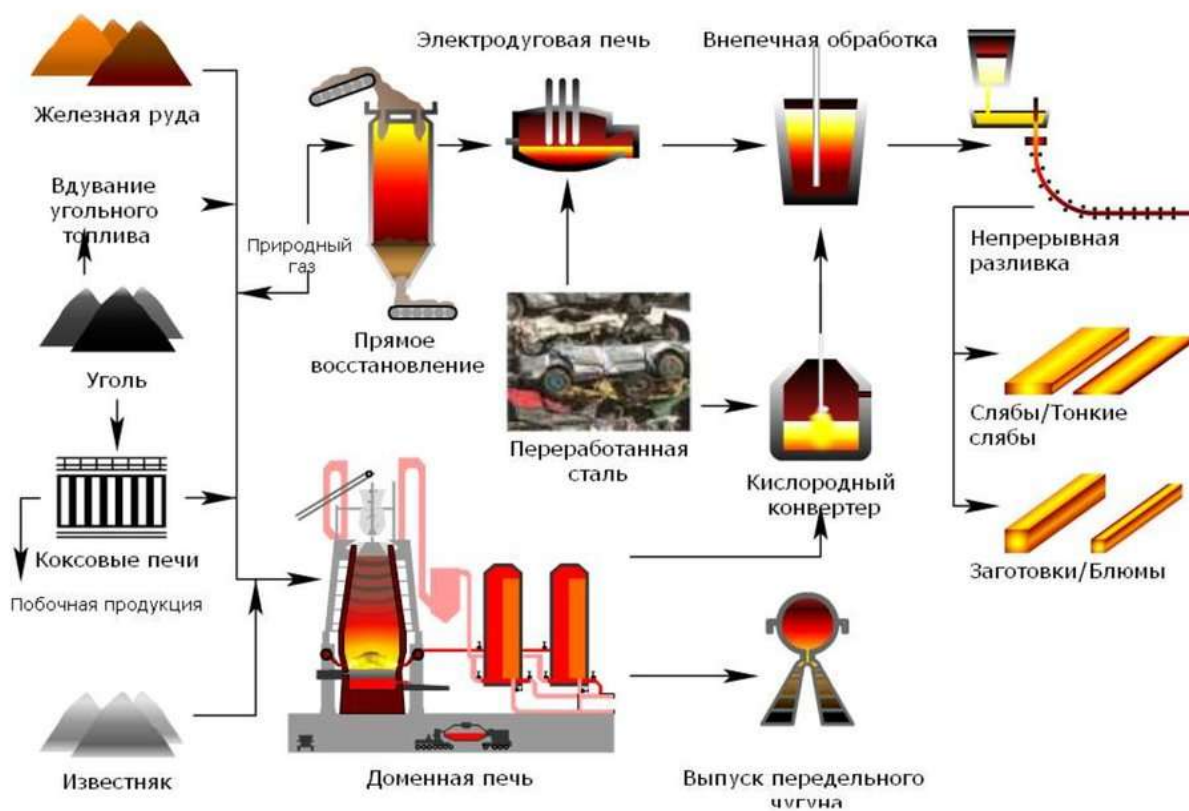 Электродуговая печь
Внепечная обработка
Железная руда
Вдувание
угольного
топлива
Природный
газ
Непрерывная
разливка
Прямое
восстановление
Уголь
Слябы/Тонкие
слябы
Переработанная
сталь
Кислородный
конвертер
Коксовые печи
Заготовки/Блюмы
Побочная продукция
Известняк
Доменная печь
Выпуск передельного
чугуна